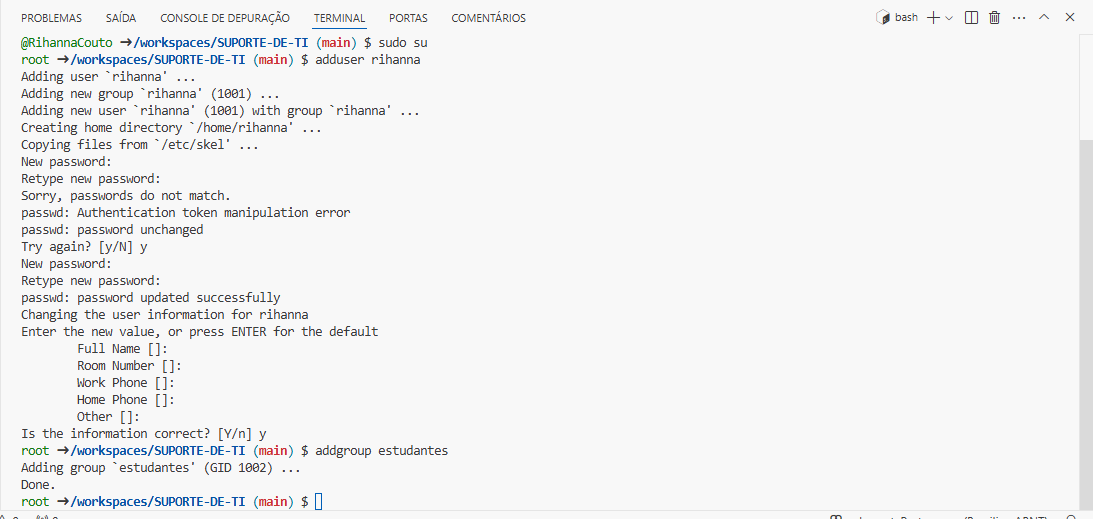 PROBLEMAS SAÍDA CONSOLE DE DEPURAÇÃO TERMINAL PORTAS COMENTÁRIOS bash
@RihannaCouto ➜/workspaces/SUPORTE-DE-TI (main) $ sudo su
root ➜/workspaces/SUPORTE-DE-TI (main) $ adduser rihanna
Adding user `rihanna' ...
Adding new group `rihanna' (1001) ...
Adding new user `rihanna' (1001) with group `rihanna' ...
Creating home directory `/home/rihanna' ...
Copying files from `/etc/skel' ...
New password:
Retype new password:
Sorry, passwords do not match.
passwd: Authentication token manipulation error
passwd: password unchanged
Try again? [y/N] y
New password:
Retype new password:
passwd: password updated successfully
Changing the user information for rihanna
Enter the new value, or press ENTER for the default
Full Name []:
Room Number []:
Work Phone []:
Home Phone []:
Other []:
Is the information correct? [Y/n] y
root ➜/workspaces/SUPORTE-DE-TI (main) $ addgroup estudantes
Adding group `estudantes' (GID 1002) ...
Done.
root ➜/workspaces/SUPORTE-DE-TI (main) $